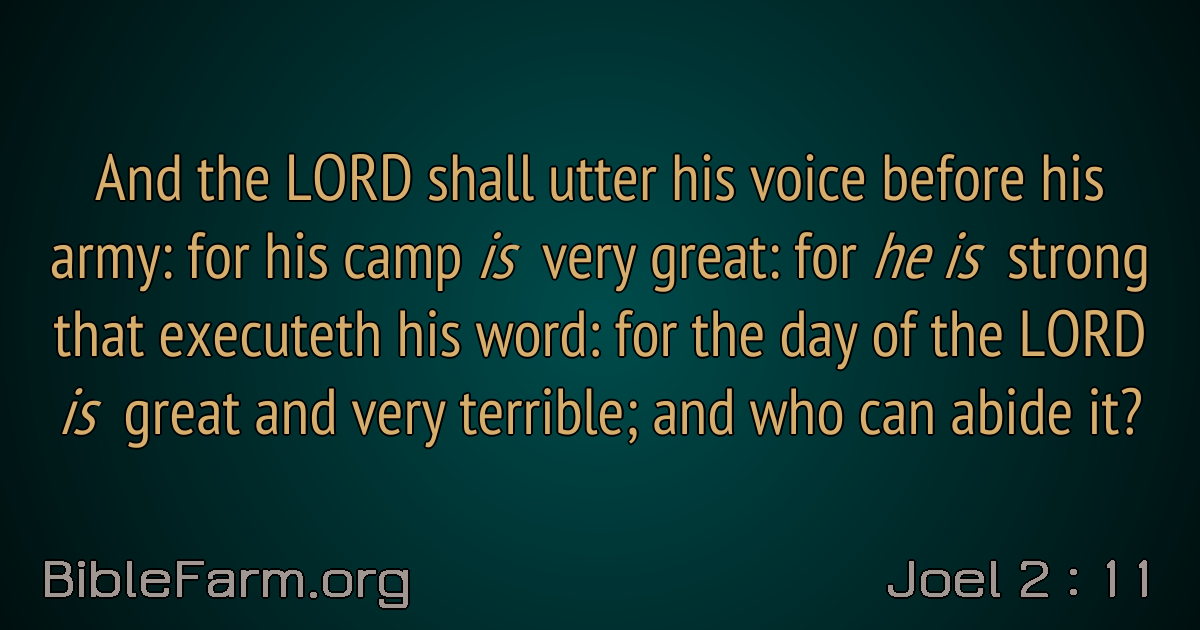 And the LORD shall utter his voice before his
army: for his camp is very great: for he is strong
that executeth his word: for the day of the LORD
is great and very terrible; and who can abide it?
BibleFarm.org
Joel 2 : 11